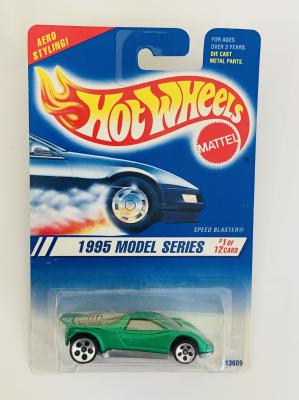 AERO
STYLING!
FOR AGES
OVER 3 YEARS.
DIE CAST
METAL PARTS.
HOT WHEELS
MATTEL
SPEED BLASTER®
1995 MODEL SERIES #1 OF
12 CARS
13609